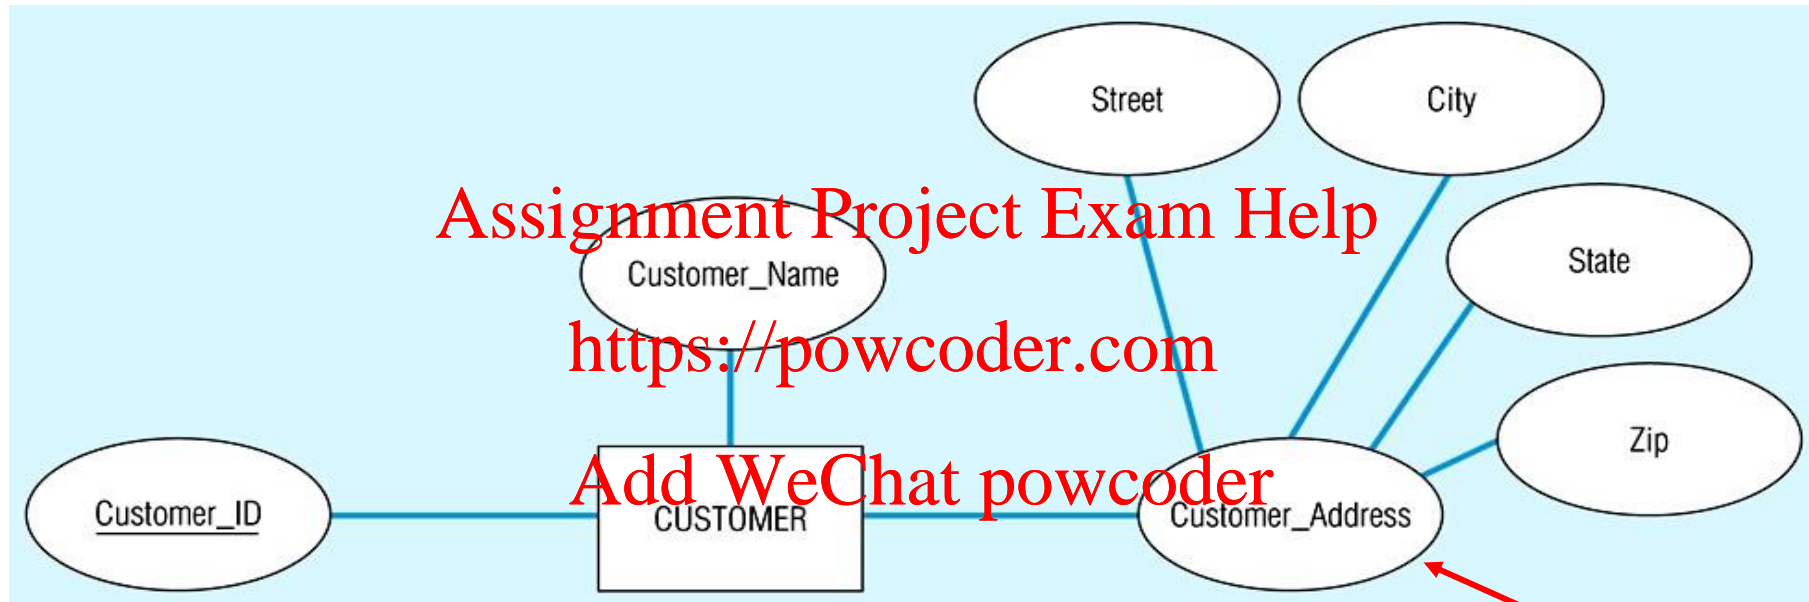 Street
City
Assignment Project Exam Help
State
Customer_Name
https://powcoder.com
Zip
Add WeChat powcoder
Customer_ID
CUSTOMER
Customer_Address